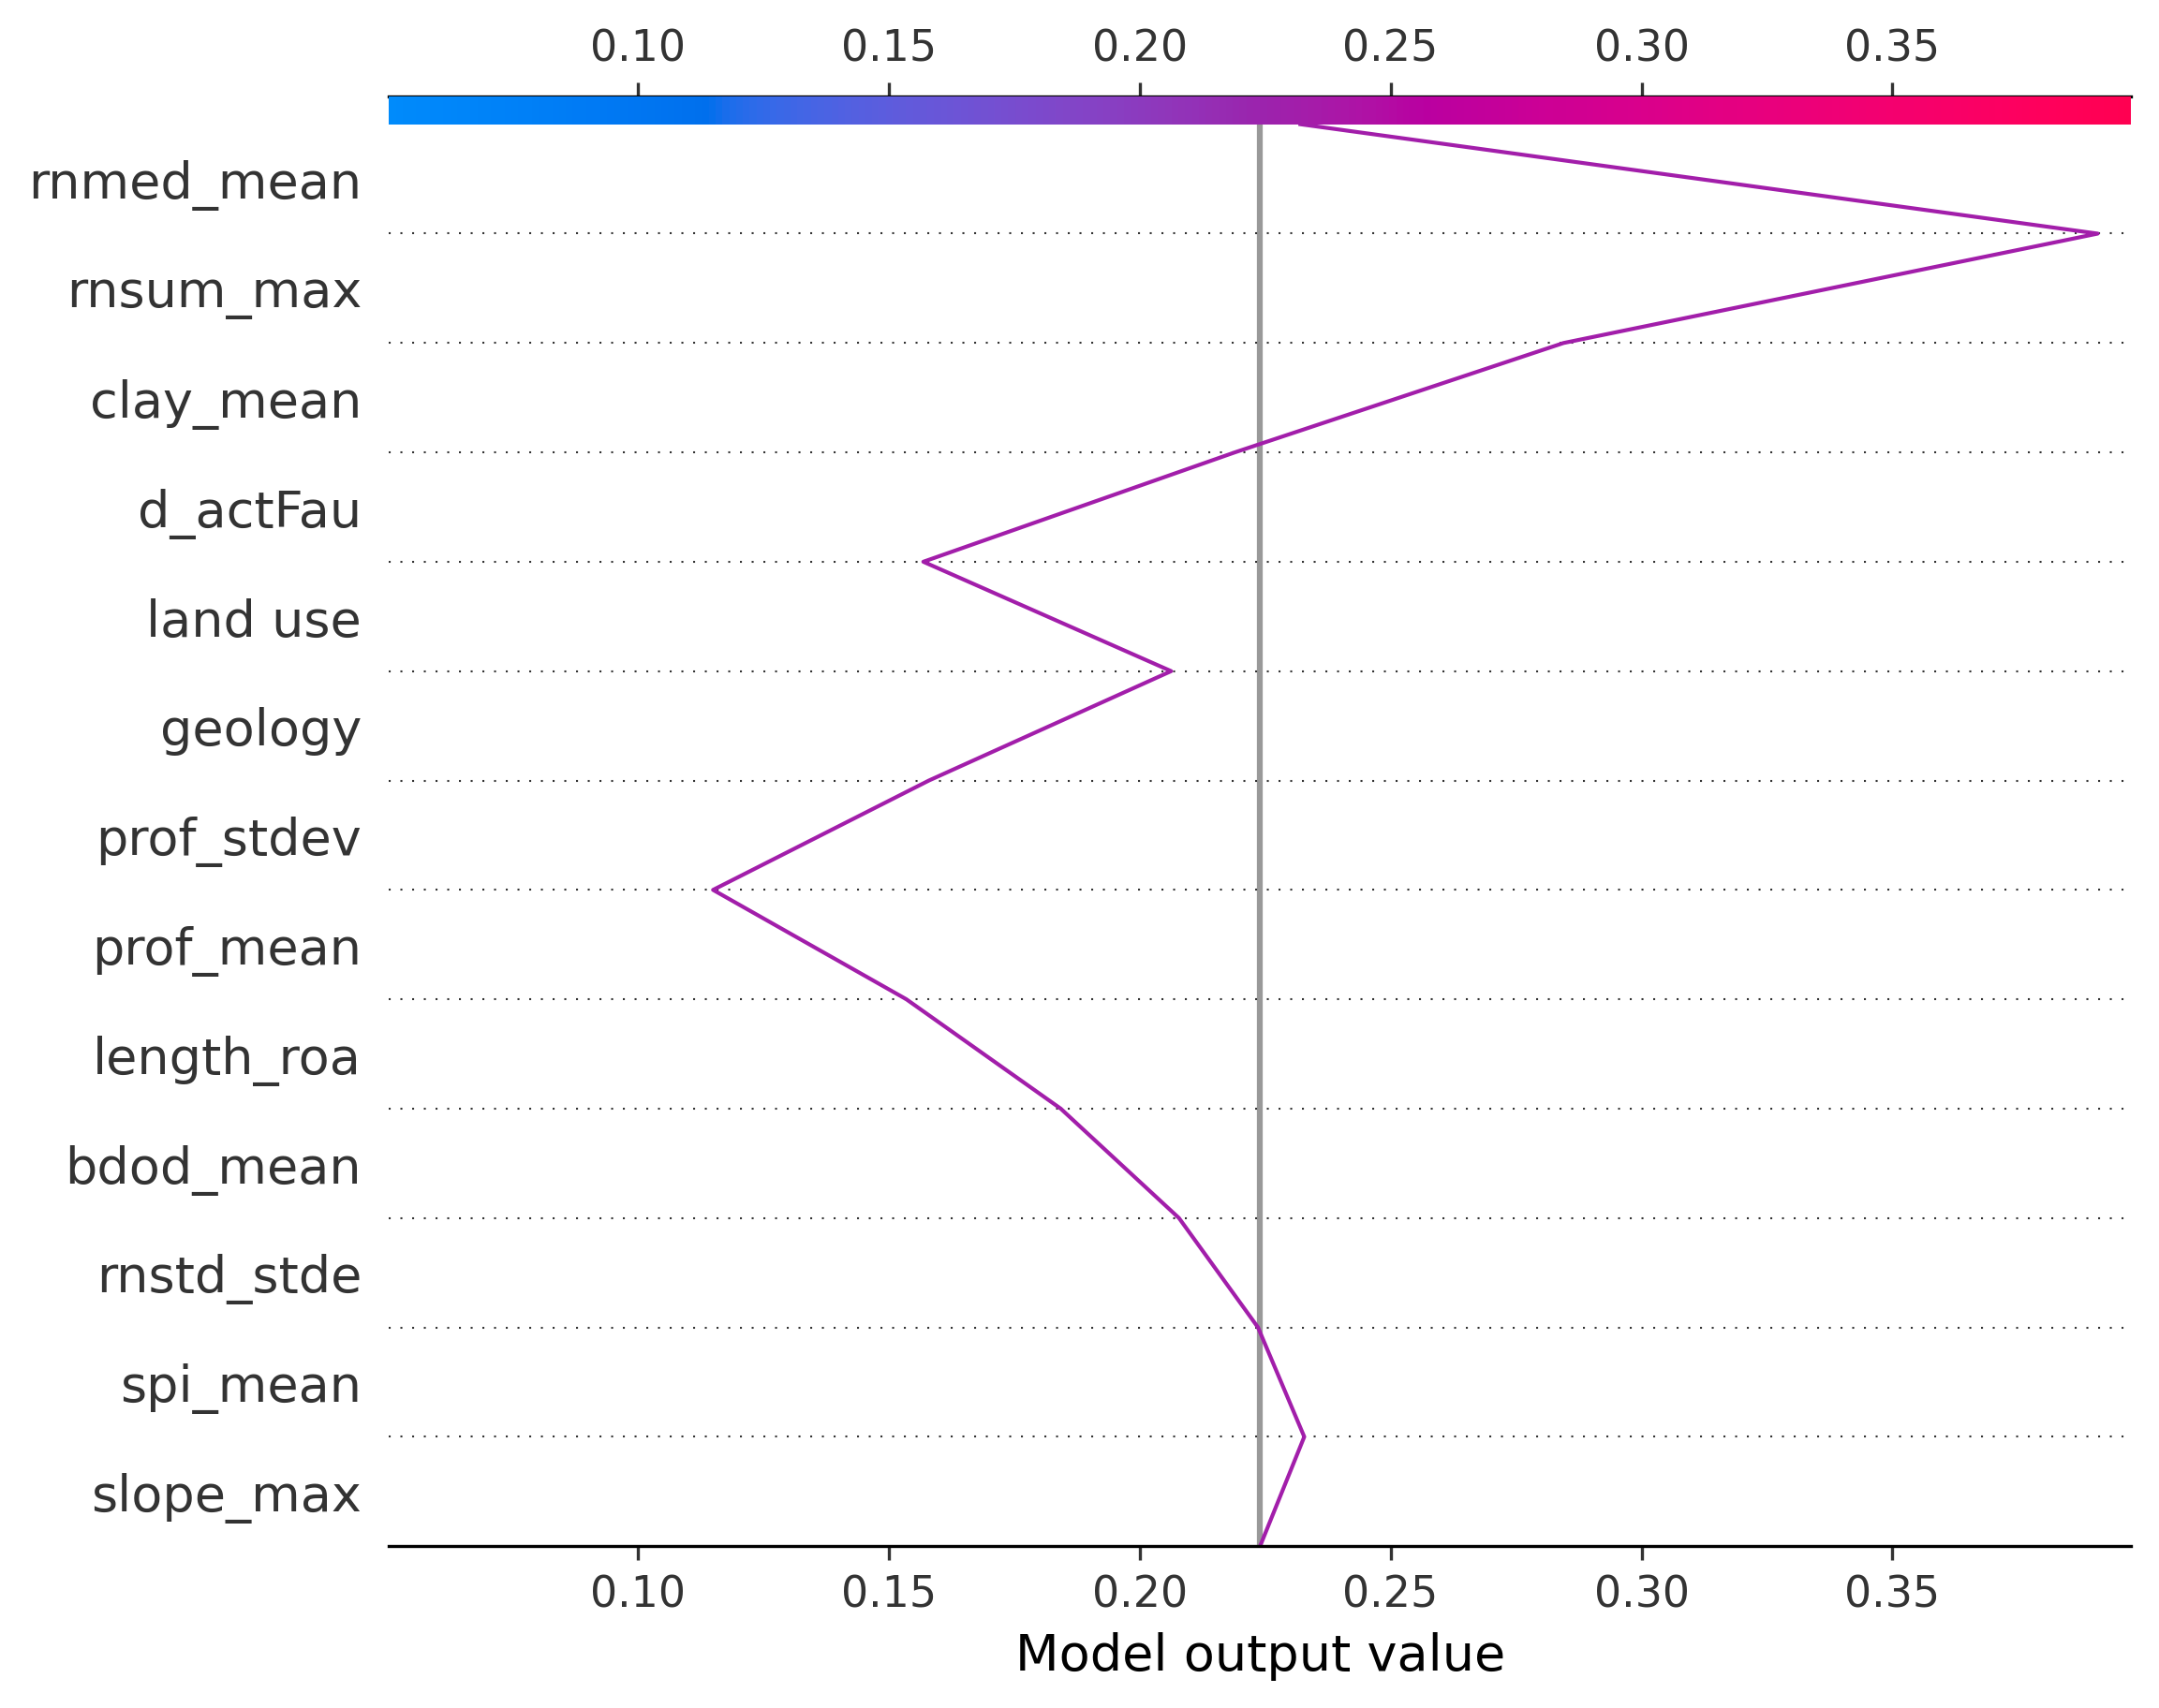 0.10 0.15 0.20 0.25 0.30 0.35
rnmed_mean
rnsum_max
clay_mean
d_actFau
land use
geology
prof_stdev
prof_mean
length_roa
bdod_mean
rnstd_stde
spi_mean
slope_max
0.10 0.15 0.20 0.25 0.30 0.35
Model output value